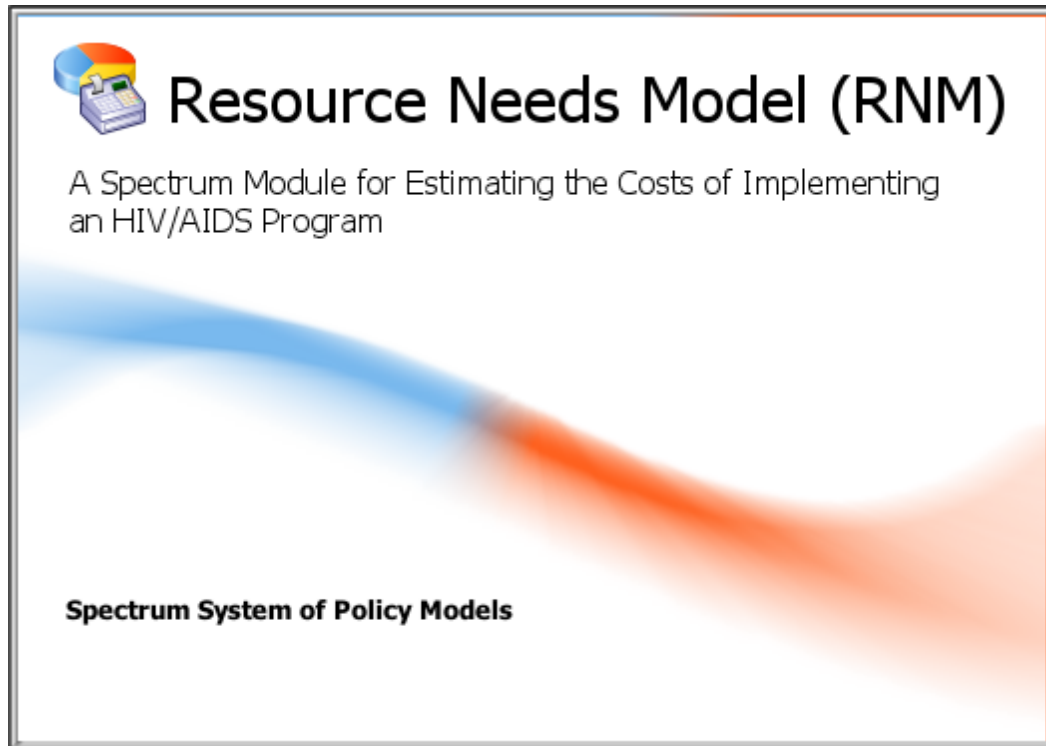 Resource Needs Model (RNM)
A Spectrum Module for Estimating the Costs of Implementing
an HIV/AIDS Program
Spectrum System of Policy Models